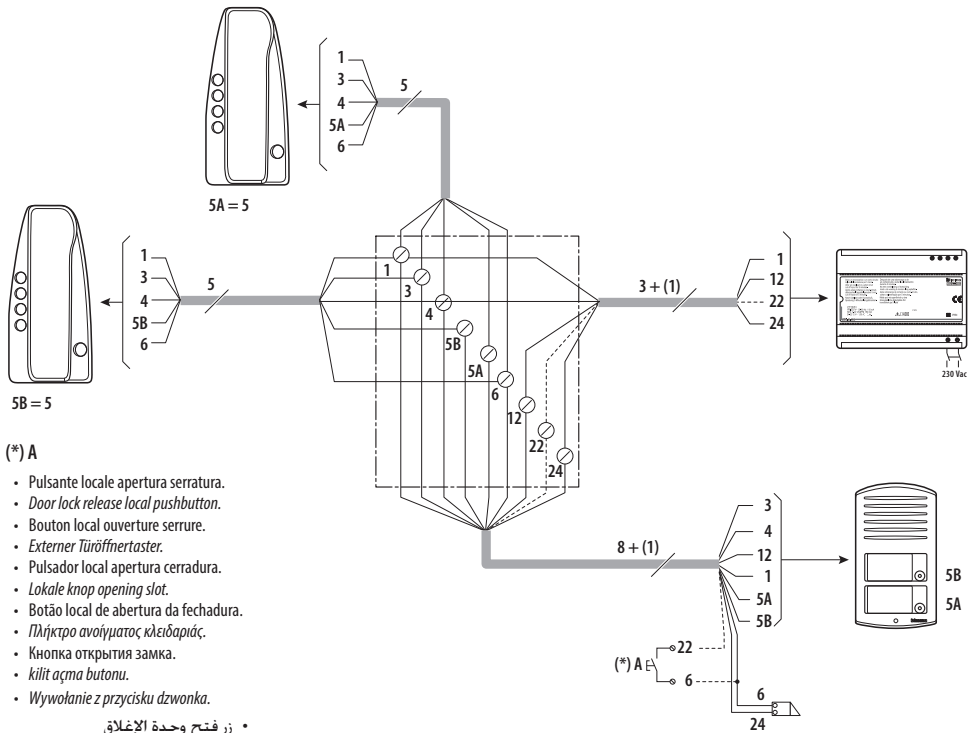 1
3
4
5A
6
5
5A = 5
1
3
4
5B
6
5
5B = 5
1
3
4
5B
5A
6
12
22
24
3 + (1)
1
12
22
24
230 Vac
8 + (1)
3
4
12
1
5A
5B
5B
5A
22
(*) A
6
6
24
(*) A
• Pulsante locale apertura serratura.
• Door lock release local pushbutton.
• Bouton local ouverture serrure.
• Externer Türöffnertaster.
• Pulsador local apertura cerradura.
• Lokale knop opening slot.
• Botão local de abertura da fechadura.
• Πλήκτρο ανοίγματος κλειδαριάς.
• Кнопка открытия замка.
• kilit açma butonu.
• Wywołanie z przycisku dzwonka.
• زر فتح وحدة الإغلاق